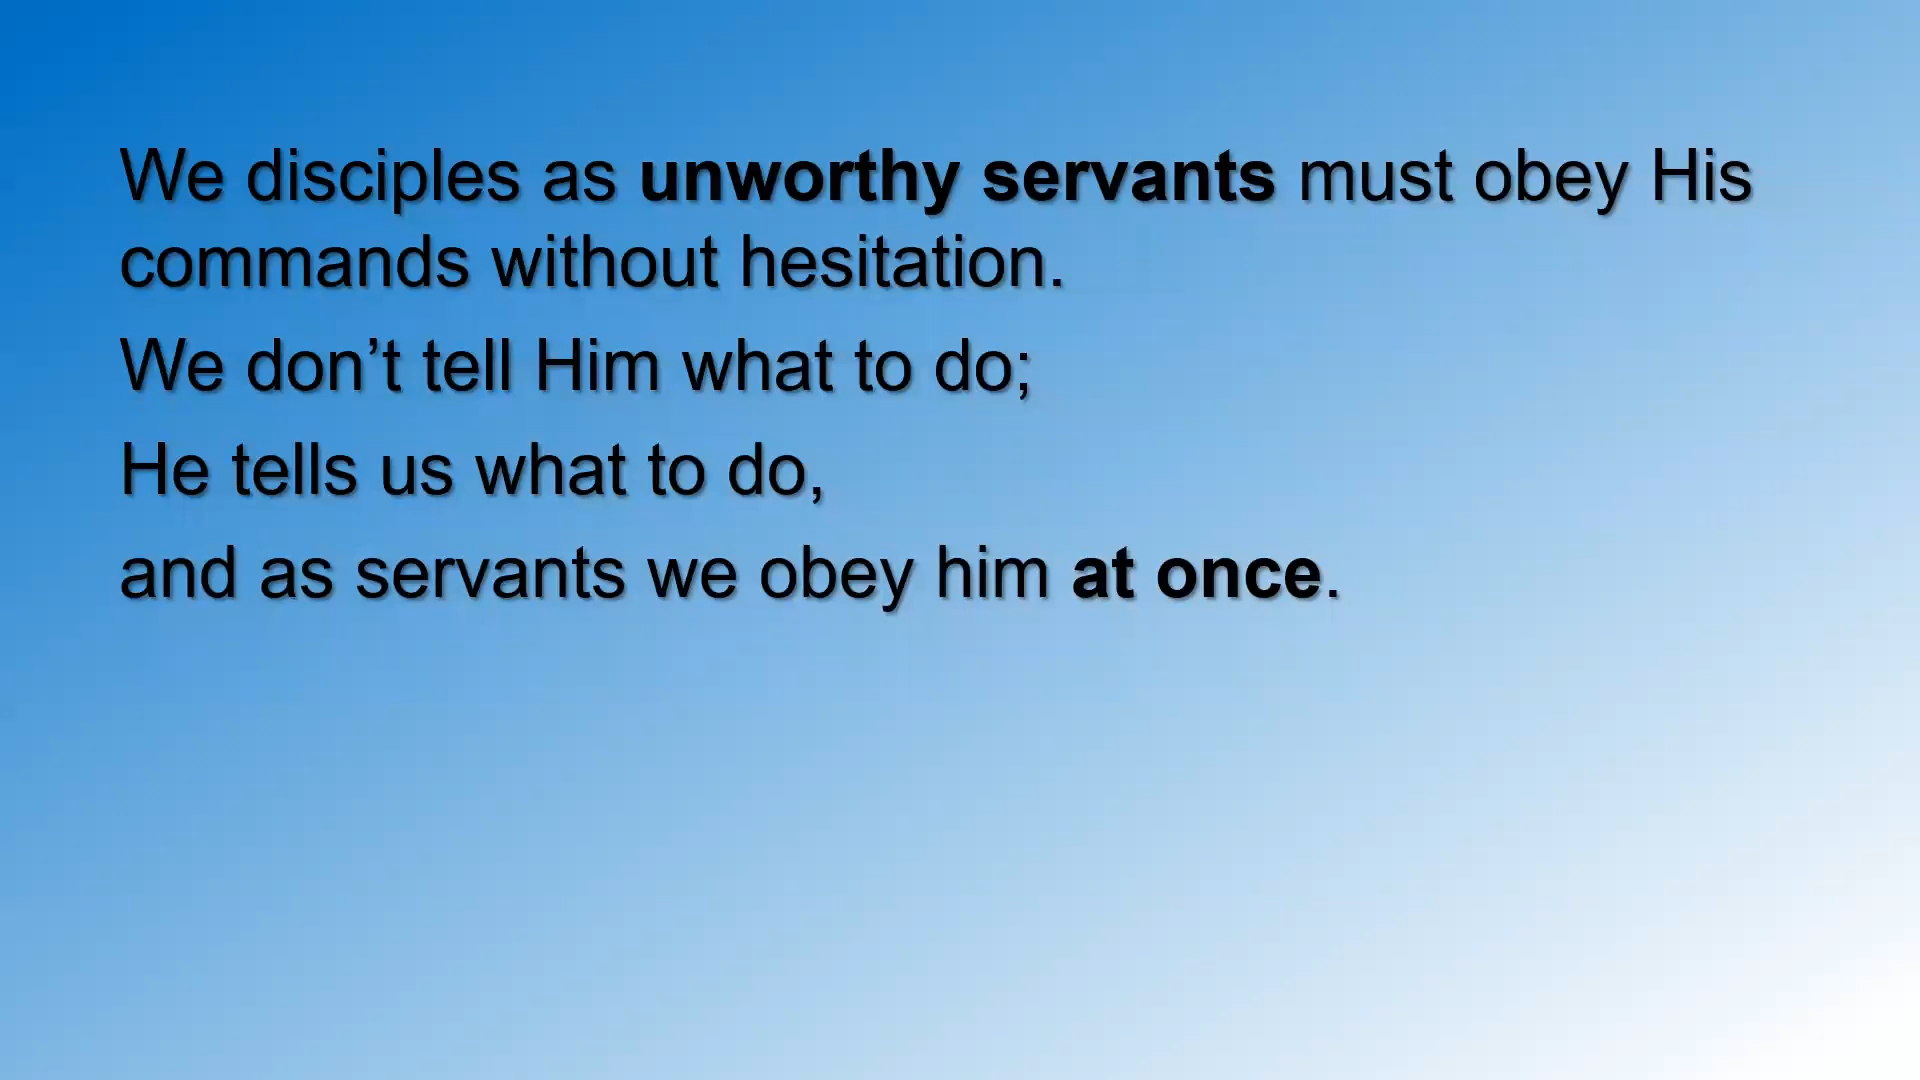 We disciples as unworthy servants must obey His
commands without hesitation.
We don’t tell Him what to do;
He tells us what to do,
and as servants we obey him at once.